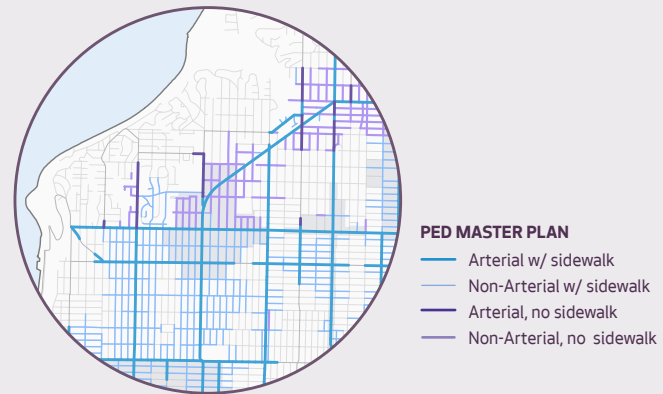 PED MASTER PLAN
Arterial w/ sidewalk
Non-Arterial w/ sidewalk
Arterial, no sidewalk
Non-Arterial, no sidewalk